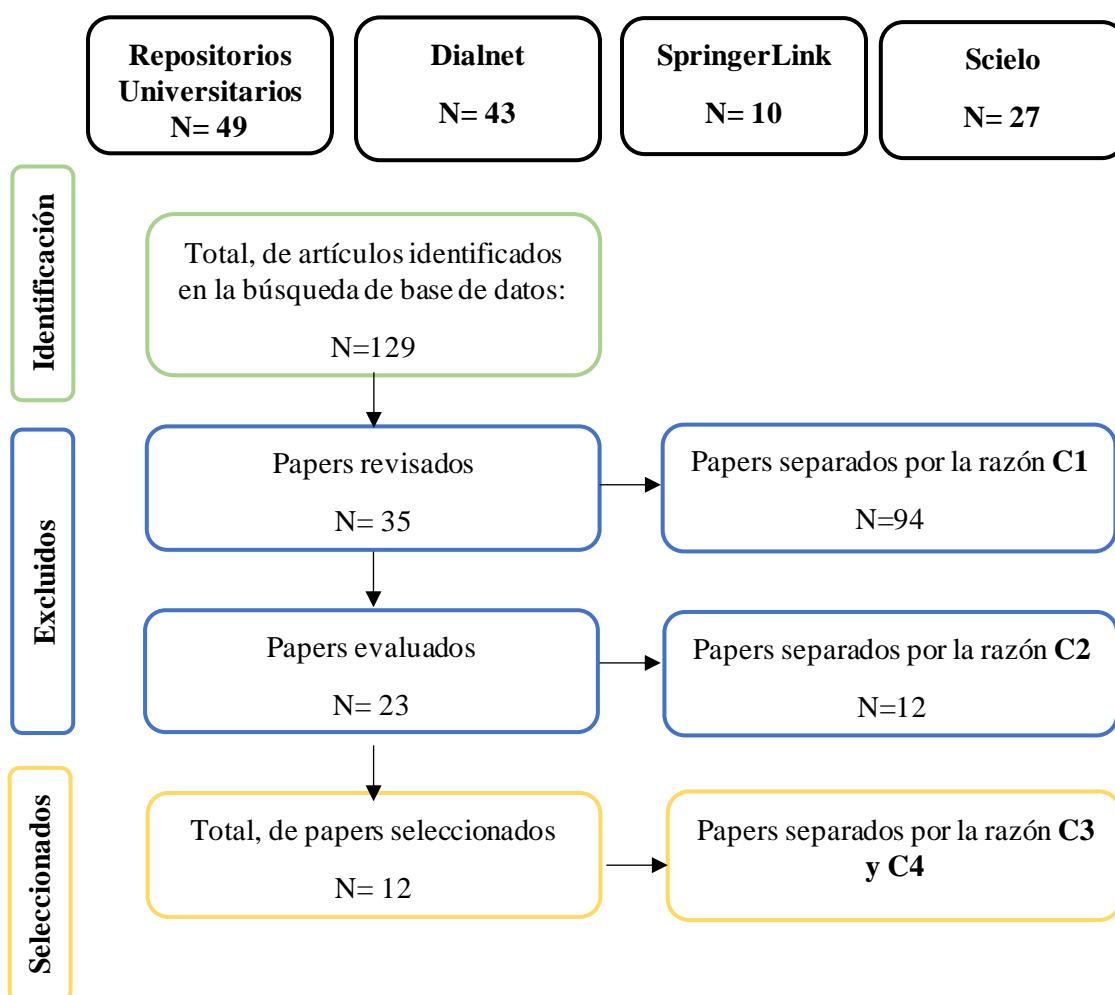 Repositorios
Universitarios
N= 49
Dialnet
N= 43
SpringerLink
N= 10
Scielo
N= 27
Identificación
Total, de artículos identificados
en la búsqueda de base de datos:
N=129
Excluidos
Papers revisados
N= 35
Papers separados por la razón C1
N=94
Papers evaluados
N= 23
Papers separados por la razón C2
N=12
Seleccionados
Total, de papers seleccionados
N= 12
Papers separados por la razón C3
y C4